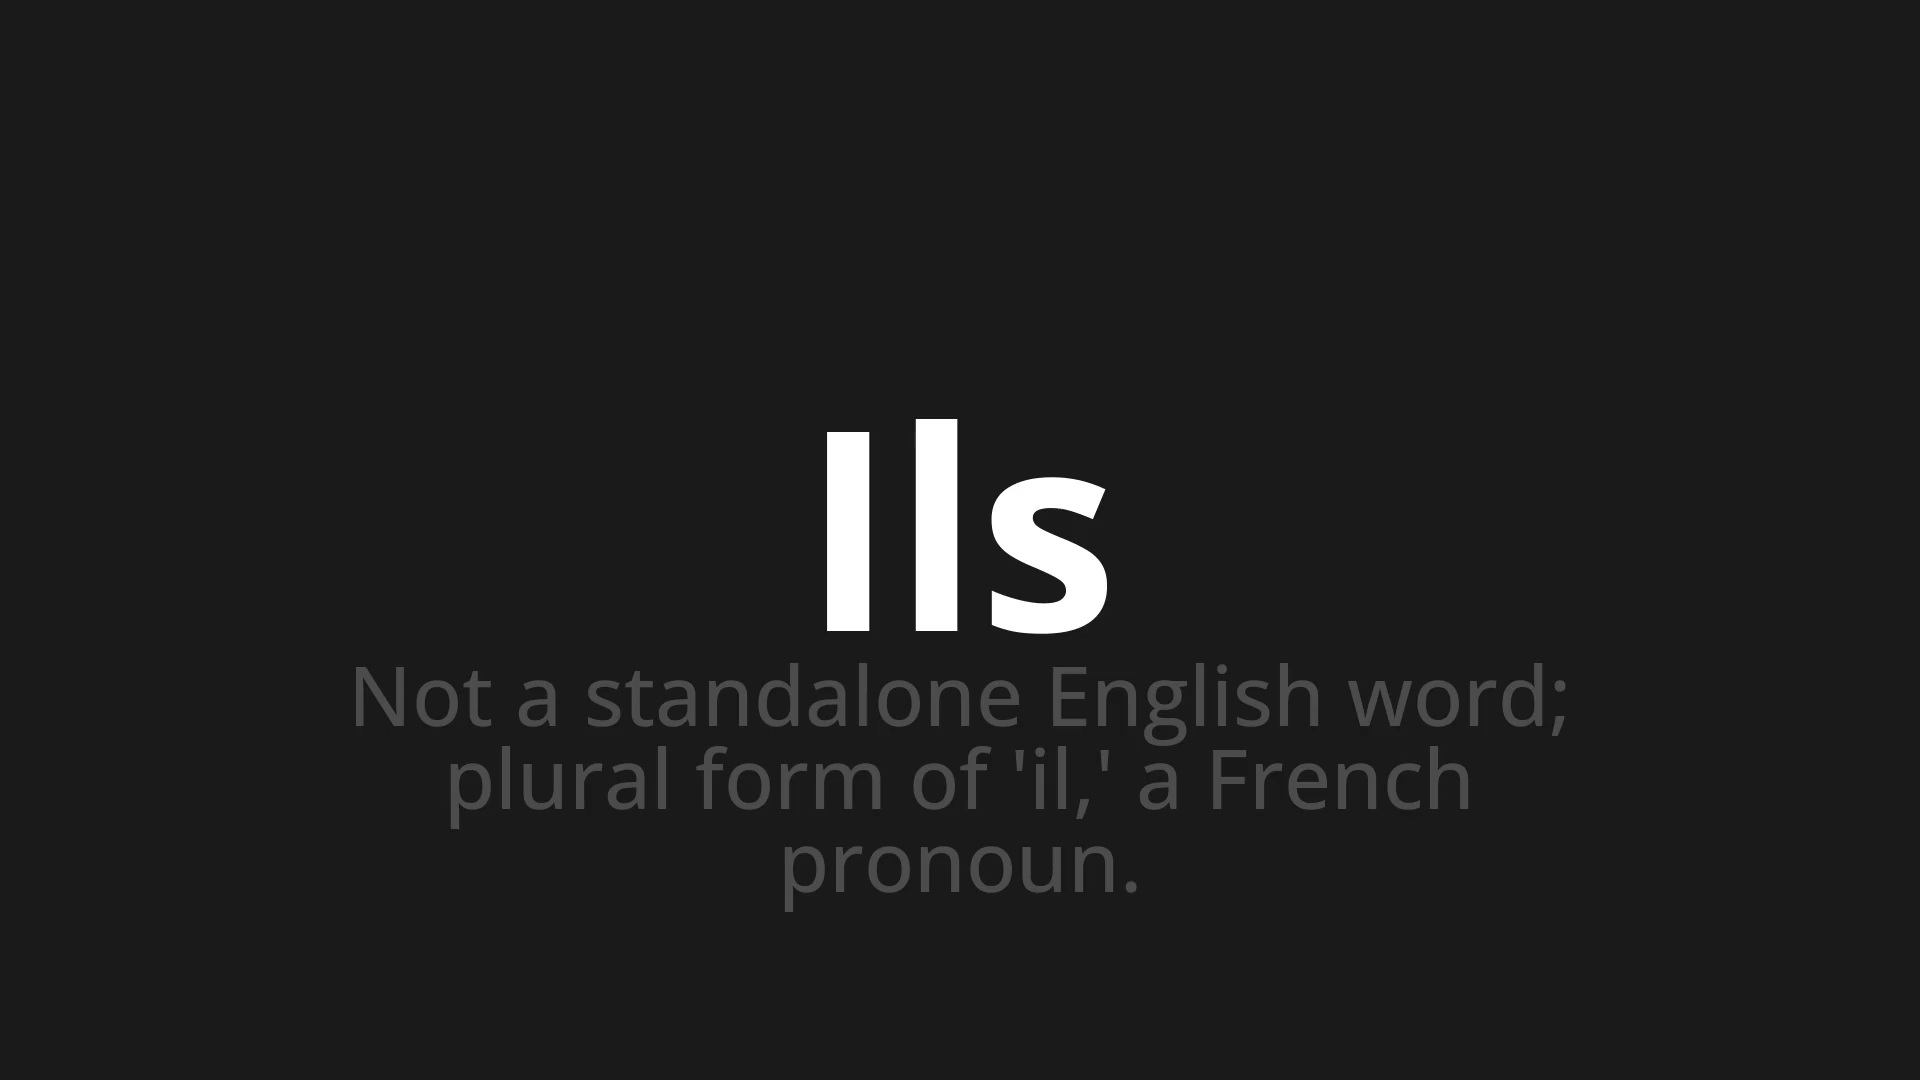 Ils
Not a standalone English word;
plural form of 'il,' a French
pronoun.